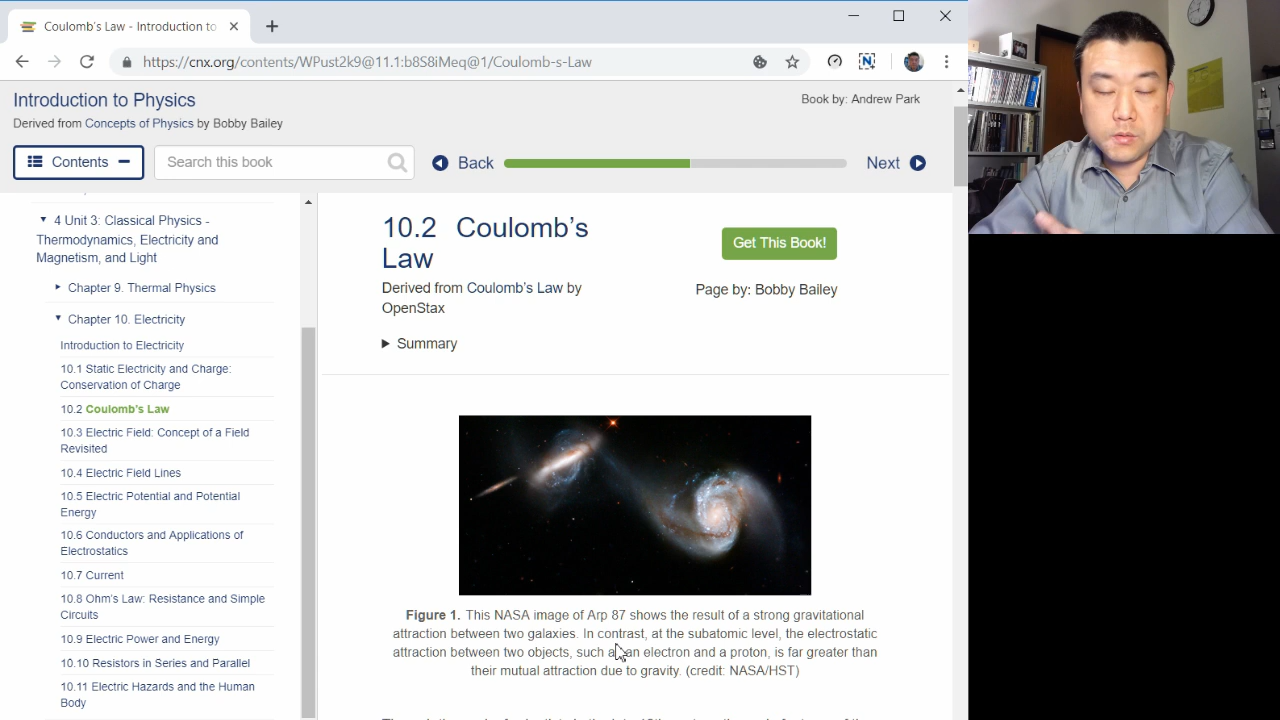 Coulomb's Law - Introduction to
https://cnx.org/contents/WPust2k9@11.1:b8S8iMeq@1/Coulomb-s-Law
Introduction to Physics
Book by: Andrew Park
Derived from Concepts of Physics by Bobby Bailey
Contents
Search this book
Back
Next
4 Unit 3: Classical Physics -
Thermodynamics, Electricity and
Magnetism, and Light
Chapter 9. Thermal Physics
Chapter 10. Electricity
Introduction to Electricity
10.1 Static Electricity and Charge:
Conservation of Charge
10.2 Coulomb's Law
10.3 Electric Field: Concept of a Field
Revisited
10.4 Electric Field Lines
10.5 Electric Potential and Potential
Energy
10.6 Conductors and Applications of
Electrostatics
10.7 Current
10.8 Ohm's Law: Resistance and Simple
Circuits
10.9 Electric Power and Energy
10.10 Resistors in Series and Parallel
10.11 Electric Hazards and the Human
Body
10.2 Coulomb's
Law
Get This Book!
Derived from Coulomb's Law by
OpenStax
Page by: Bobby Bailey
Summary
Figure 1. This NASA image of Arp 87 shows the result of a strong gravitational
attraction between two galaxies. In contrast, at the subatomic level, the electrostatic
attraction between two objects, such as an electron and a proton, is far greater than
their mutual attraction due to gravity. (credit: NASA/HST)